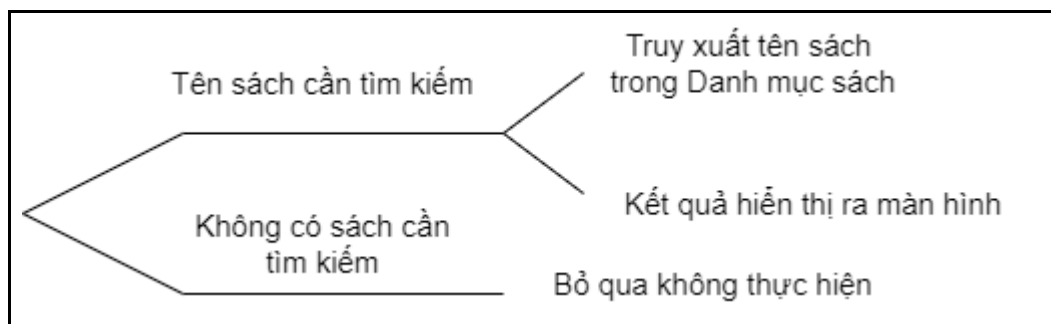 Tên sách cần tìm kiếm
Truy xuất tên sách
trong Danh mục sách
Kết quả hiển thị ra màn hình
Không có sách cần
tìm kiếm
Bỏ qua không thực hiện